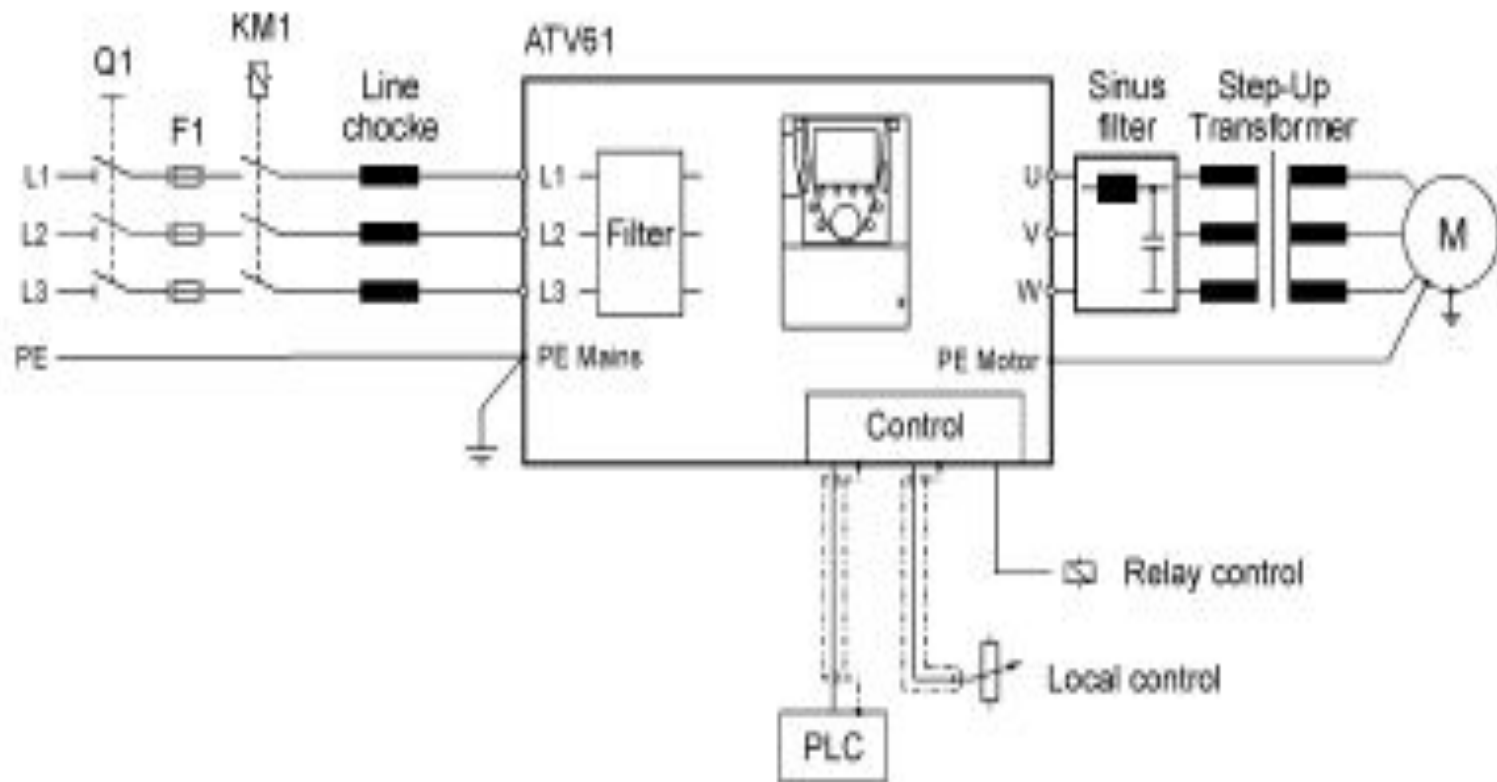 KM1
ATV61
Q1
Line
chocke
Sinus
filter
Step-Up
Transformer
F1
L1
L1
U
L2
L2
Filter
V
M
L3
L3
W
PE
PE Mains
PE Motor
Control
Relay control
Local control
PLC